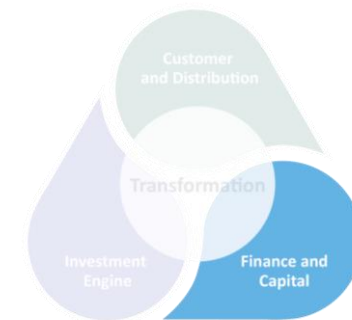 Customer
and Distribution
Transformation
Investment
Engine
Finance and
Capital